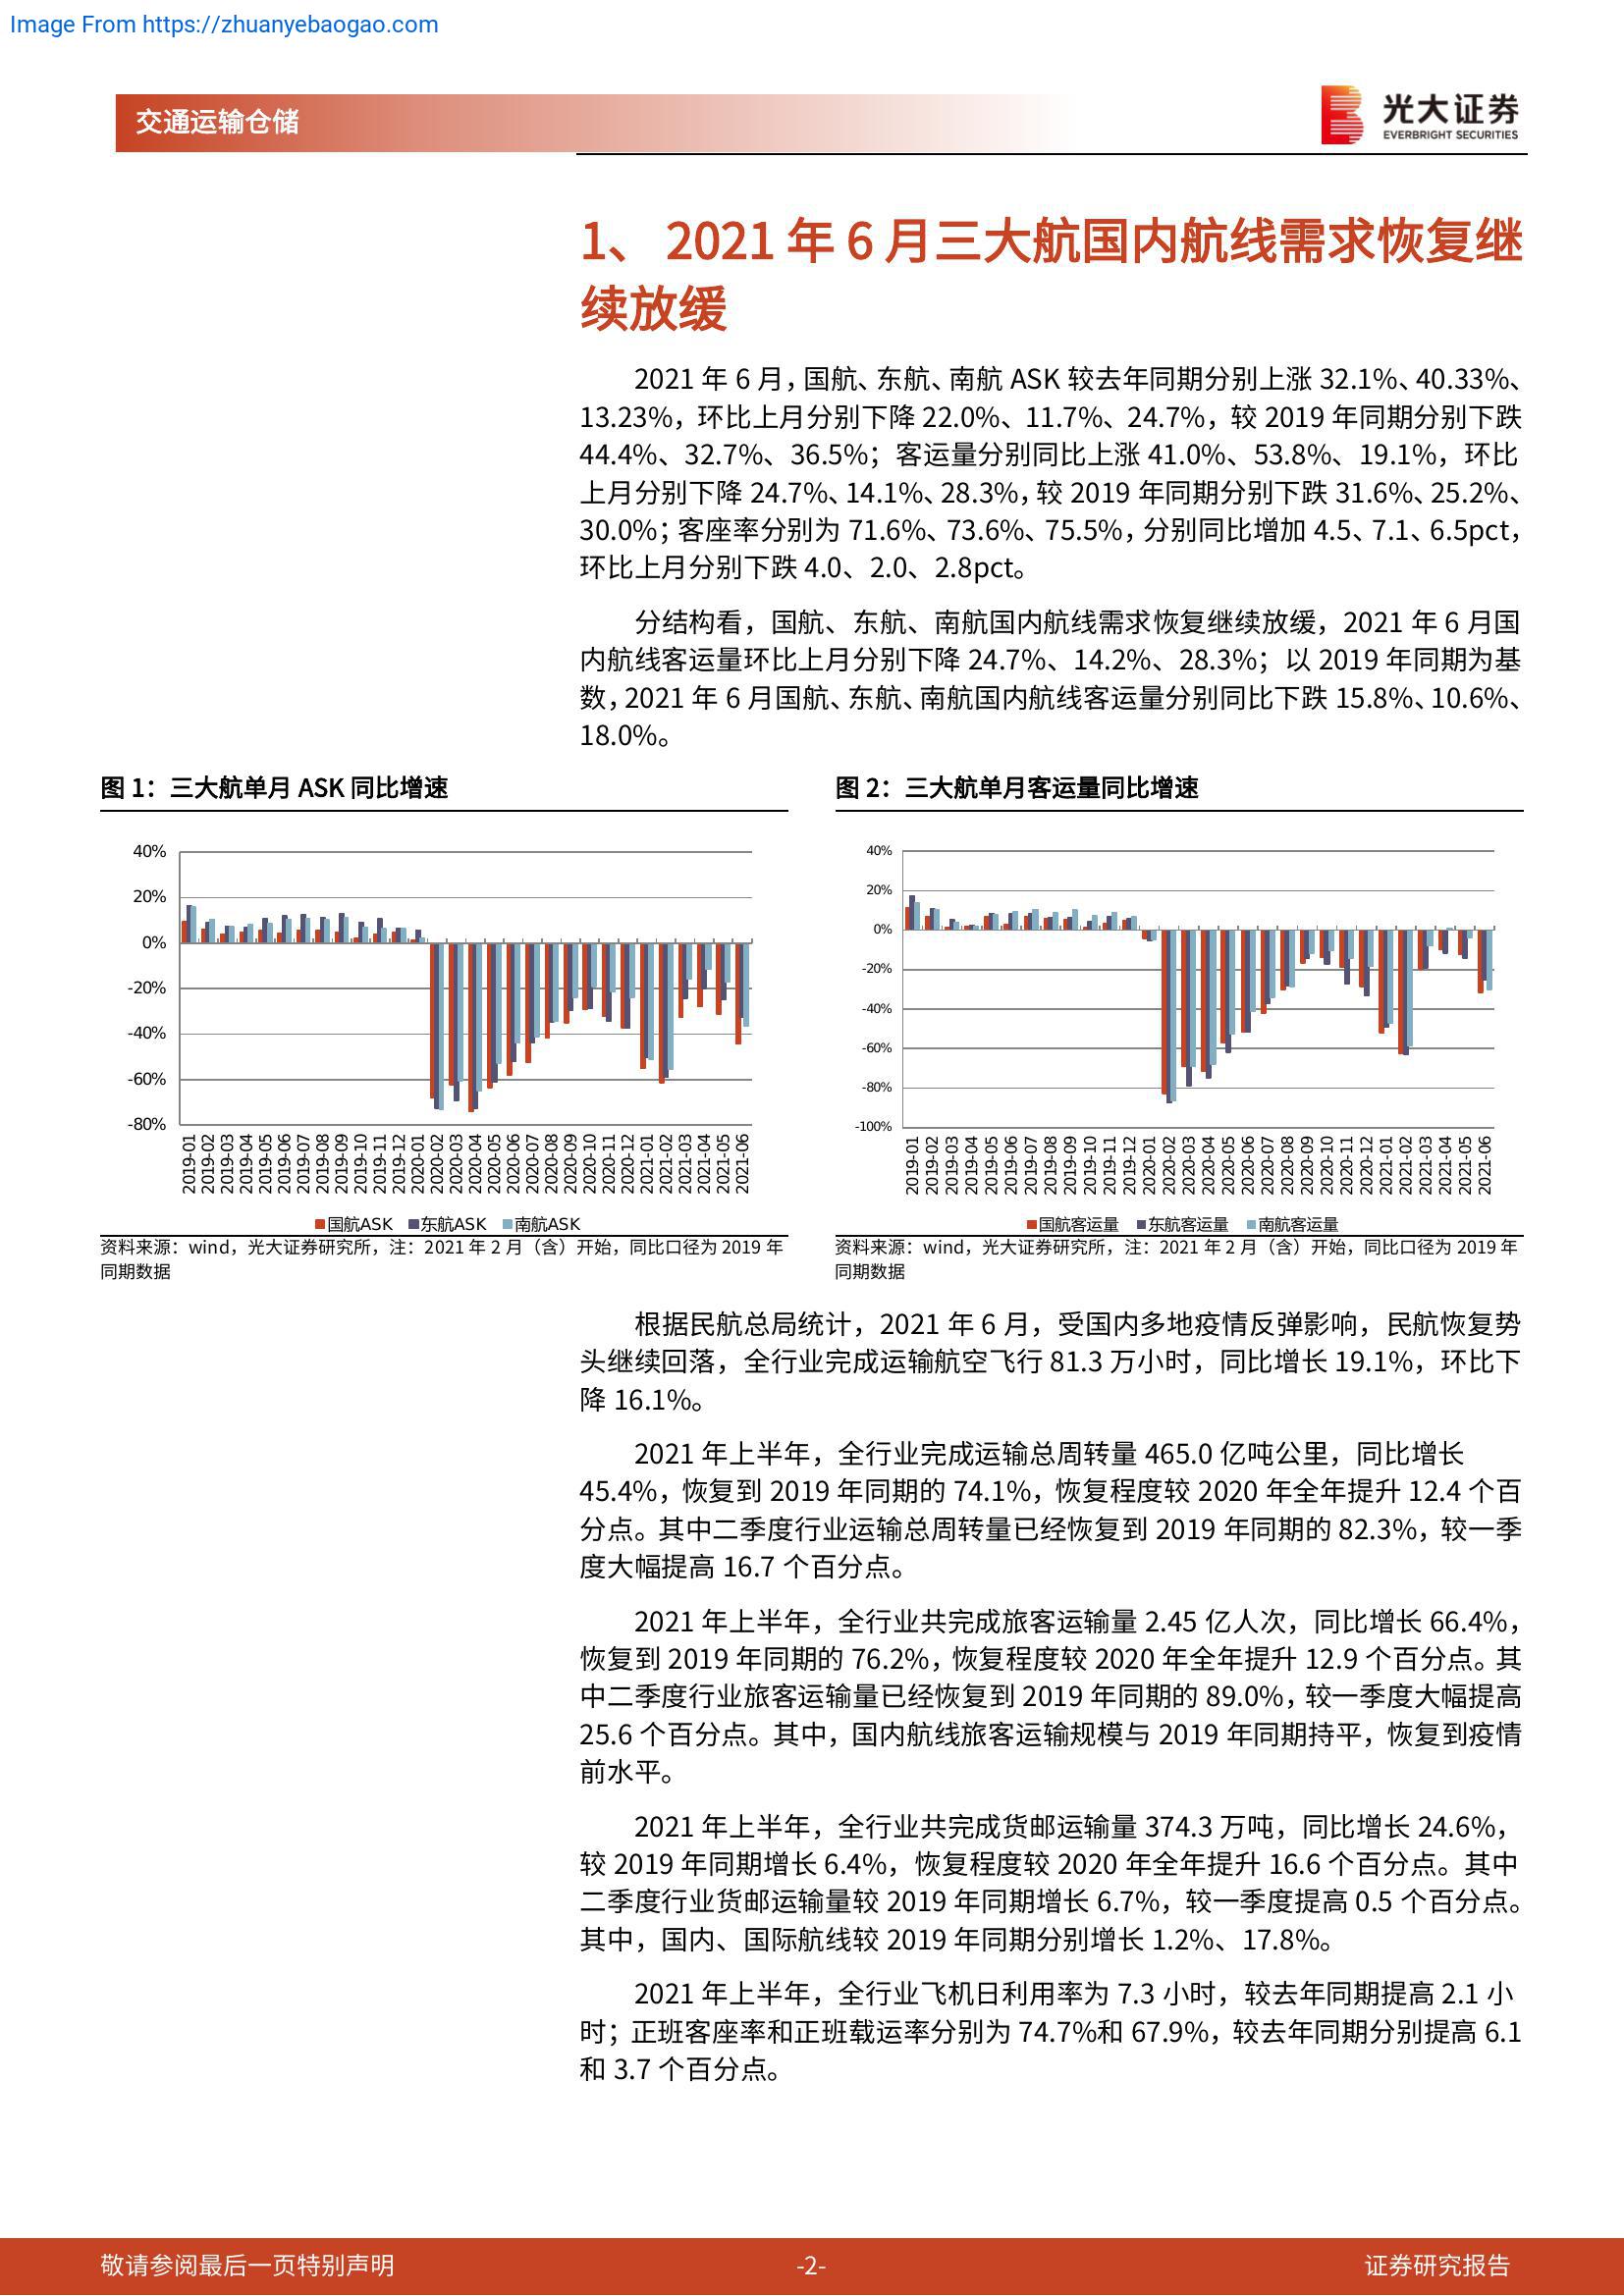 Image From https://zhuanyebaogao.com
交通运输仓储
光大证券
EVERBRIGHT SECURITIES
1、 2021 年 6 月三大航国内航线需求恢复继
续放缓
2021 年 6 月，国航、东航、南航 ASK 较去年同期分别上涨 32.1%、40.33%、
13.23%，环比上月分别下降 22.0%、11.7%、24.7%，较 2019 年同期分别下跌
44.4%、32.7%、36.5%；客运量分别同比上涨 41.0%、53.8%、19.1%，环比
上月分别下降 24.7%、14.1%、28.3%，较 2019 年同期分别下跌 31.6%、25.2%、
30.0%；客座率分别为 71.6%、73.6%、75.5%，分别同比增加 4.5、7.1、6.5pct，
环比上月分别下跌 4.0、2.0、2.8pct。
分结构看，国航、东航、南航国内航线需求恢复继续放缓，2021 年 6 月国
内航线客运量环比上月分别下降 24.7%、14.2%、28.3%；以 2019 年同期为基
数，2021 年 6 月国航、东航、南航国内航线客运量分别同比下跌 15.8%、10.6%、
18.0%。
图 1：三大航单月 ASK 同比增速
40%
20%
0%
-20%
-40%
-60%
-80%
2019-01
2019-02
2019-03
2019-04
2019-05
2019-06
2019-07
2019-08
2019-09
2019-10
2019-11
2019-12
2020-01
2020-02
2020-03
2020-04
2020-05
2020-06
2020-07
2020-08
2020-09
2020-10
2020-11
2020-12
2021-01
2021-02
2021-03
2021-04
2021-05
2021-06
国航ASK 东航ASK 南航ASK
资料来源：wind，光大证券研究所，注：2021 年 2 月（含）开始，同比口径为 2019 年
同期数据
图 2：三大航单月客运量同比增速
40%
20%
0%
-20%
-40%
-60%
-80%
-100%
2019-01
2019-02
2019-03
2019-04
2019-05
2019-06
2019-07
2019-08
2019-09
2019-10
2019-11
2019-12
2020-01
2020-02
2020-03
2020-04
2020-05
2020-06
2020-07
2020-08
2020-09
2020-10
2020-11
2020-12
2021-01
2021-02
2021-03
2021-04
2021-05
2021-06
国航客运量 东航客运量 南航客运量
资料来源：wind，光大证券研究所，注：2021 年 2 月（含）开始，同比口径为 2019 年
同期数据
根据民航总局统计，2021 年 6 月，受国内多地疫情反弹影响，民航恢复势
头继续回落，全行业完成运输航空飞行 81.3 万小时，同比增长 19.1%，环比下
降 16.1%。
2021 年上半年，全行业完成运输总周转量 465.0 亿吨公里，同比增长
45.4%，恢复到 2019 年同期的 74.1%，恢复程度较 2020 年全年提升 12.4 个百
分点。其中二季度行业运输总周转量已经恢复到 2019 年同期的 82.3%，较一季
度大幅提高 16.7 个百分点。
2021 年上半年，全行业共完成旅客运输量 2.45 亿人次，同比增长 66.4%，
恢复到 2019 年同期的 76.2%，恢复程度较 2020 年全年提升 12.9 个百分点。其
中二季度行业旅客运输量已经恢复到 2019 年同期的 89.0%，较一季度大幅提高
25.6 个百分点。其中，国内航线旅客运输规模与 2019 年同期持平，恢复到疫情
前水平。
2021 年上半年，全行业共完成货邮运输量 374.3 万吨，同比增长 24.6%，
较 2019 年同期增长 6.4%，恢复程度较 2020 年全年提升 16.6 个百分点。其中
二季度行业货邮运输量较 2019 年同期增长 6.7%，较一季度提高 0.5 个百分点。
其中，国内、国际航线较 2019 年同期分别增长 1.2%、17.8%。
2021 年上半年，全行业飞机日利用率为 7.3 小时，较去年同期提高 2.1 小
时；正班客座率和正班载运率分别为 74.7%和 67.9%，较去年同期分别提高 6.1
和 3.7 个百分点。
敬请参阅最后一页特别声明
-2-
证券研究报告